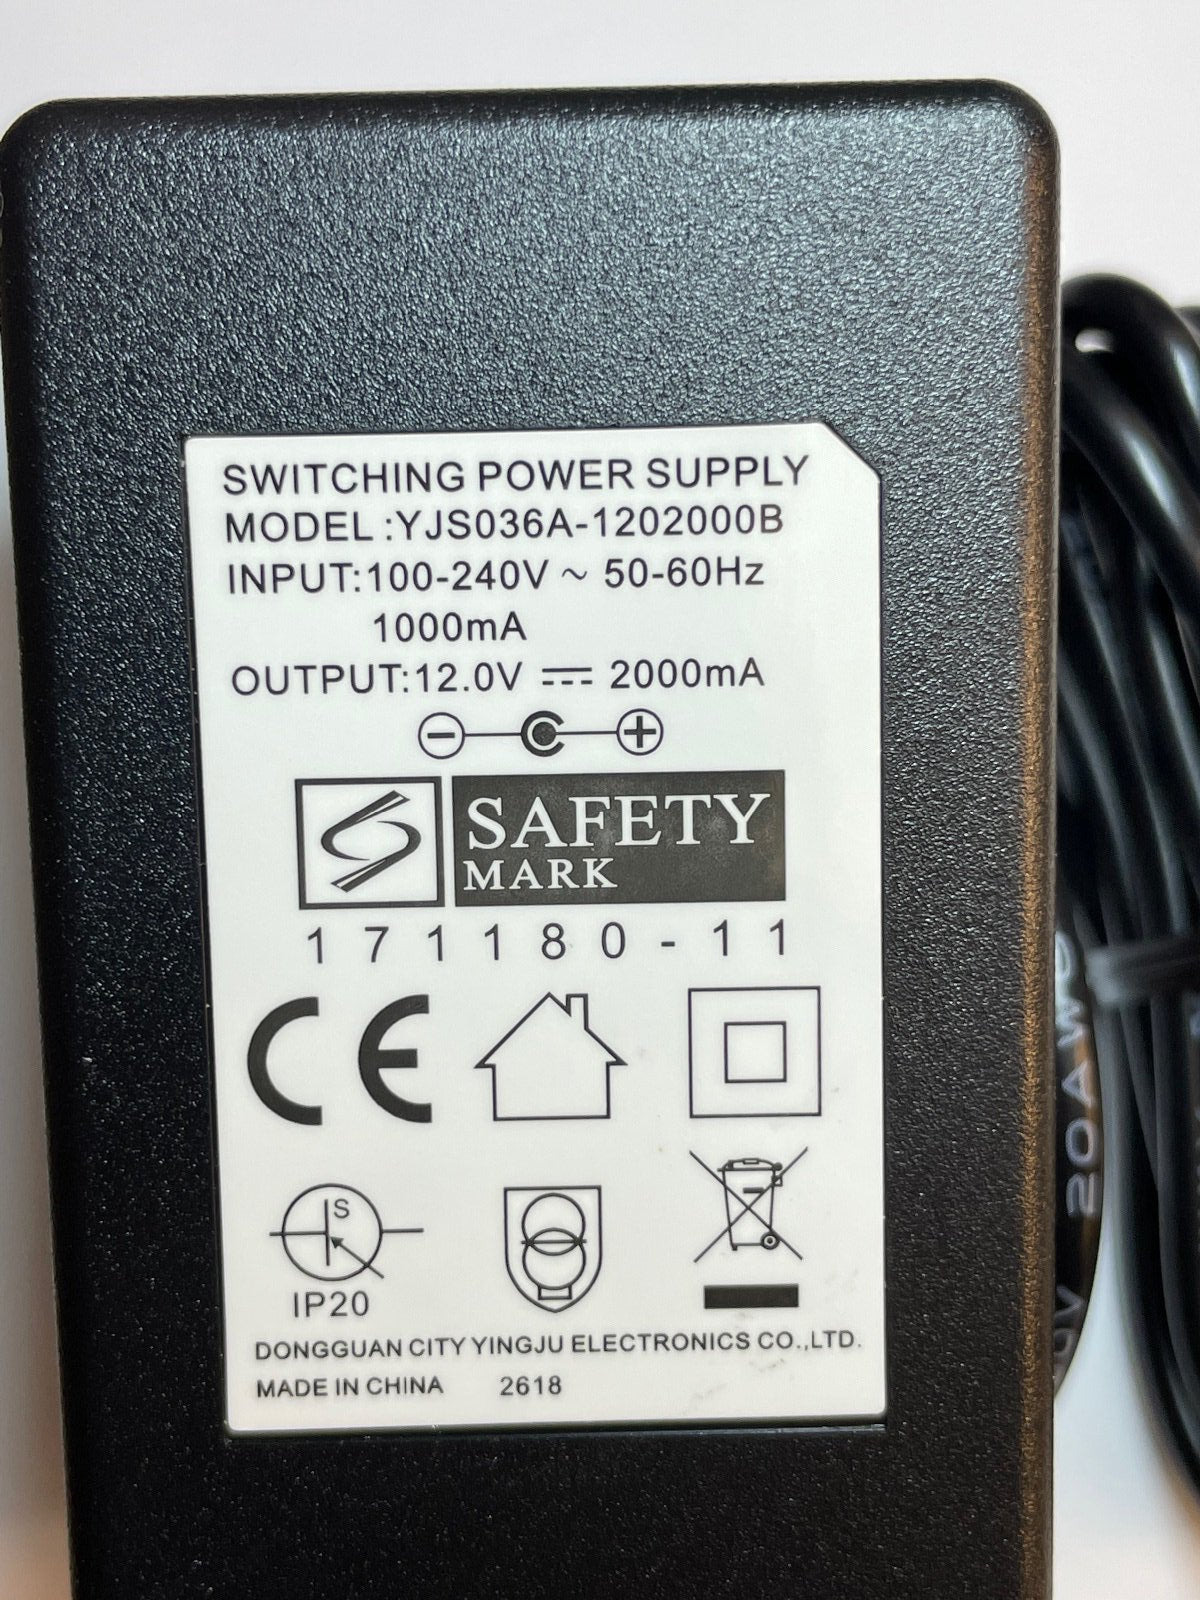 SWITCHING POWER SUPPLY
MODEL :YJS036A-1202000B
INPUT:100-240V ~ 50-60Hz
1000mA
OUTPUT:12.0V ⎓ 2000mA
SAFETY
MARK
171180-11
CE
S
IP20
DONGGUAN CITY YINGJU ELECTRONICS CO.,LTD.
MADE IN CHINA 2618
20AWG